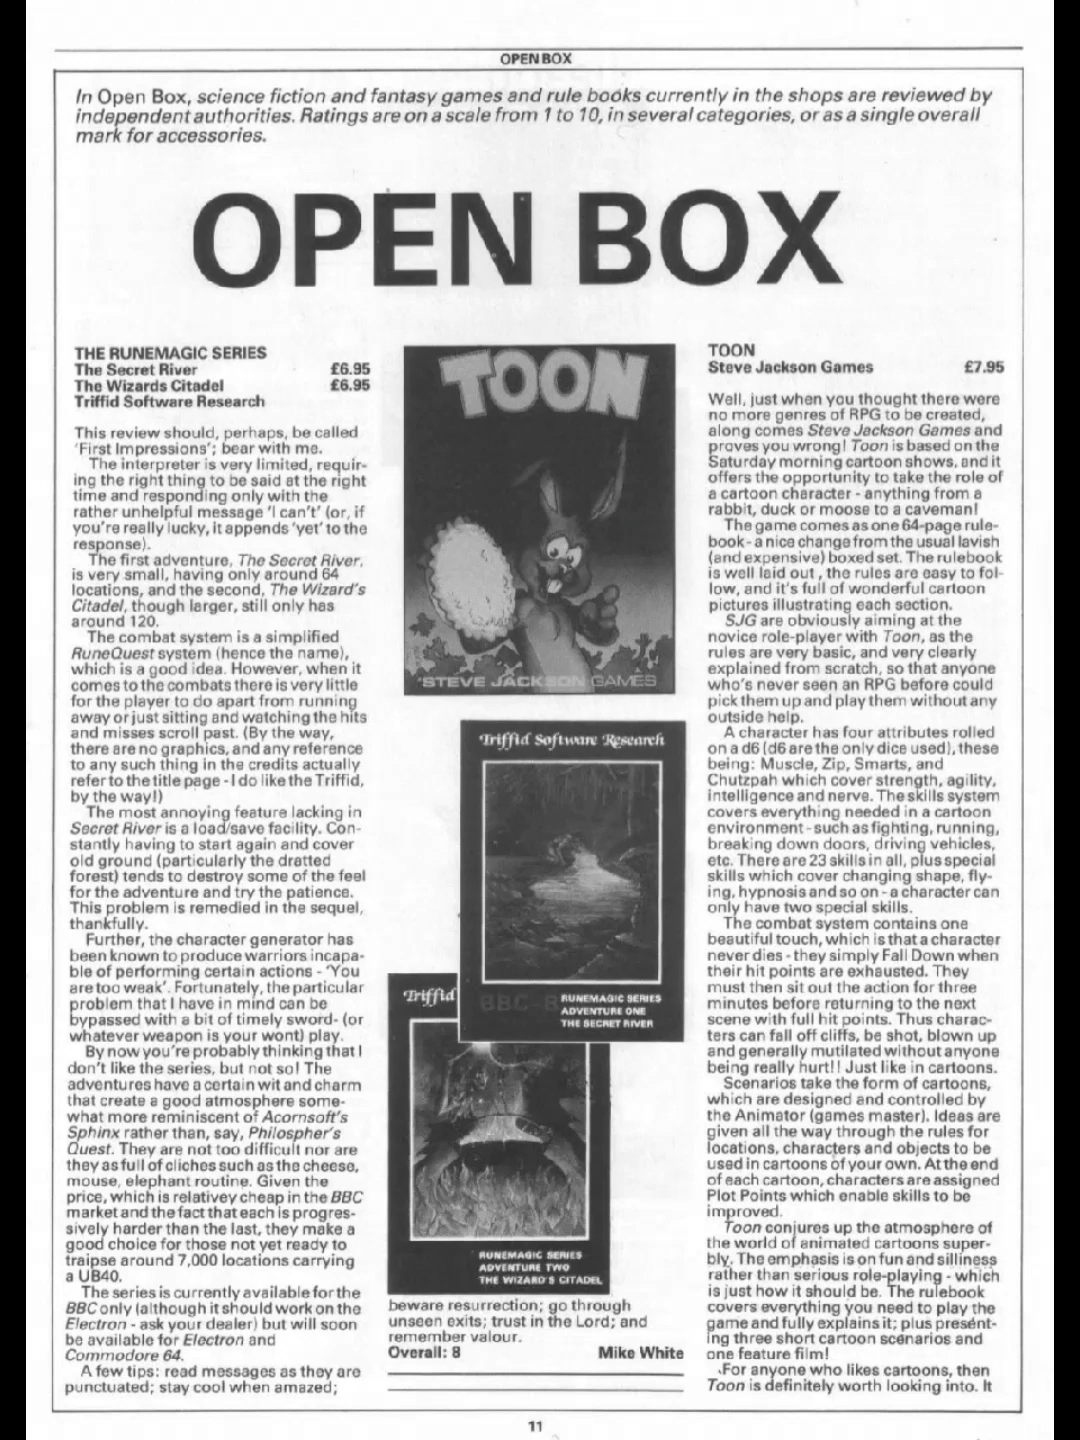 OPEN BOX
In Open Box, science fiction and fantasy games and rule books currently in the shops are reviewed by
independent authorities. Ratings are on a scale from 1 to 10, in several categories, or as a single overall
mark for accessories.
OPEN BOX
THE RUNEMAGIC SERIES
The Secret River £6.95
The Wizards Citadel £6.95
Triffid Software Research
This review should, perhaps, be called
'First Impressions'; bear with me.
The interpreter is very limited, requir-
ing the right thing to be said at the right
time and responding only with the
rather unhelpful message 'I can't' (or, if
you're really lucky, it appends 'yet' to the
response).
The first adventure, The Secret River,
is very small, having only around 64
locations, and the second, The Wizard's
Citadel, though larger, still only has
around 120.
The combat system is a simplified
RuneQuest system (hence the name),
which is a good idea. However, when it
comes to the combats there is very little
for the player to do apart from running
away or just sitting and watching the hits
and misses scroll past. (By the way,
there are no graphics, and any reference
to any such thing in the credits actually
refer to the title page - I do like the Triffid,
by the way!)
The most annoying feature lacking in
Secret River is a load/save facility. Con-
stantly having to start again and cover
old ground (particularly the dratted
forest) tends to destroy some of the feel
for the adventure and try the patience.
This problem is remedied in the sequel,
thankfully.
Further, the character generator has
been known to produce warriors incapa-
ble of performing certain actions - 'You
are too weak'. Fortunately, the particular
problem that I have in mind can be
bypassed with a bit of timely sword- (or
whatever weapon is your wont) play.
By now you're probably thinking that I
don't like the series, but not so! The
adventures have a certain wit and charm
that create a good atmosphere some-
what more reminiscent of Acornsoft's
Sphinx rather than, say, Philospher's
Quest. They are not too difficult nor are
they as full of cliches such as the cheese,
mouse, elephant routine. Given the
price, which is relativey cheap in the BBC
market and the fact that each is progres-
sively harder than the last, they make a
good choice for those not yet ready to
traipse around 7,000 locations carrying
a UB40.
The series is currently available for the
BBC only (although it should work on the
Electron - ask your dealer) but will soon
be available for Electron and
Commodore 64.
A few tips: read messages as they are
punctuated; stay cool when amazed;
TOON
STEVE JACKSON GAMES
Triffid Software Research
BBC-B
RUNEMAGIC SERIES
ADVENTURE ONE
THE SECRET RIVER
Triffid
RUNEMAGIC SERIES
ADVENTURE TWO
THE WIZARD'S CITADEL
beware resurrection; go through
unseen exits; trust in the Lord; and
remember valour.
Overall: 8 Mike White
TOON
Steve Jackson Games £7.95
Well, just when you thought there were
no more genres of RPG to be created,
along comes Steve Jackson Games and
proves you wrong! Toon is based on the
Saturday morning cartoon shows, and it
offers the opportunity to take the role of
a cartoon character - anything from a
rabbit, duck or moose to a caveman!
The game comes as one 64-page rule-
book - a nice change from the usual lavish
(and expensive) boxed set. The rulebook
is well laid out , the rules are easy to fol-
low, and it's full of wonderful cartoon
pictures illustrating each section.
SJG are obviously aiming at the
novice role-player with Toon, as the
rules are very basic, and very clearly
explained from scratch, so that anyone
who's never seen an RPG before could
pick them up and play them without any
outside help.
A character has four attributes rolled
on a d6 (d6 are the only dice used), these
being: Muscle, Zip, Smarts, and
Chutzpah which cover strength, agility,
intelligence and nerve. The skills system
covers everything needed in a cartoon
environment - such as fighting, running,
breaking down doors, driving vehicles,
etc. There are 23 skills in all, plus special
skills which cover changing shape, fly-
ing, hypnosis and so on - a character can
only have two special skills.
The combat system contains one
beautiful touch, which is that a character
never dies - they simply Fall Down when
their hit points are exhausted. They
must then sit out the action for three
minutes before returning to the next
scene with full hit points. Thus charac-
ters can fall off cliffs, be shot, blown up
and generally mutilated without anyone
being really hurt!! Just like in cartoons.
Scenarios take the form of cartoons,
which are designed and controlled by
the Animator (games master). Ideas are
given all the way through the rules for
locations, characters and objects to be
used in cartoons of your own. At the end
of each cartoon, characters are assigned
Plot Points which enable skills to be
improved.
Toon conjures up the atmosphere of
the world of animated cartoons super-
bly. The emphasis is on fun and silliness
rather than serious role-playing - which
is just how it should be. The rulebook
covers everything you need to play the
game and fully explains it; plus present-
ing three short cartoon scenarios and
one feature film!
For anyone who likes cartoons, then
Toon is definitely worth looking into. It
11